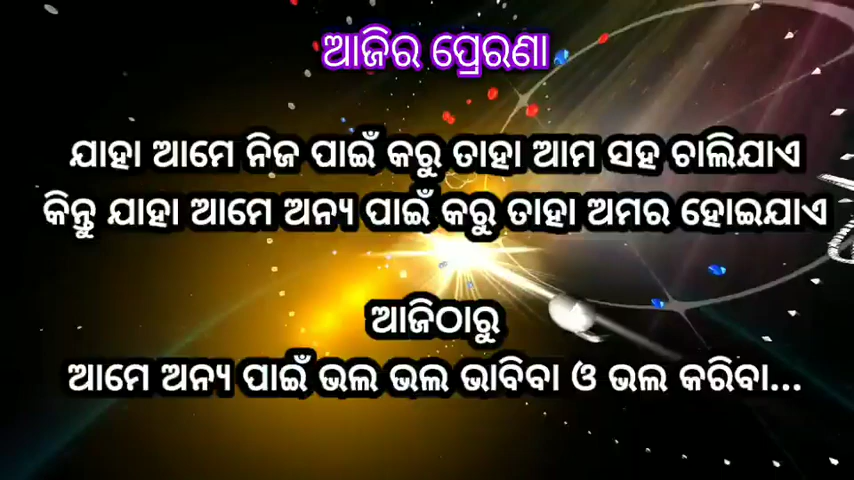 ଆଜିର ପ୍ରେରଣା
ଯାହା ଆମେ ନିଜ ପାଇଁ କରୁ ତାହା ଆମ ସହ ଚାଲିଯାଏ
କିନ୍ତୁ ଯାହା ଆମେ ଅନ୍ୟ ପାଇଁ କରୁ ତାହା ଅମର ହୋଇଯାଏ
ଆଜିଠାରୁ
ଆମେ ଅନ୍ୟ ପାଇଁ ଭଲ ଭଲ ଭାବିବା ଓ ଭଲ କରିବା...